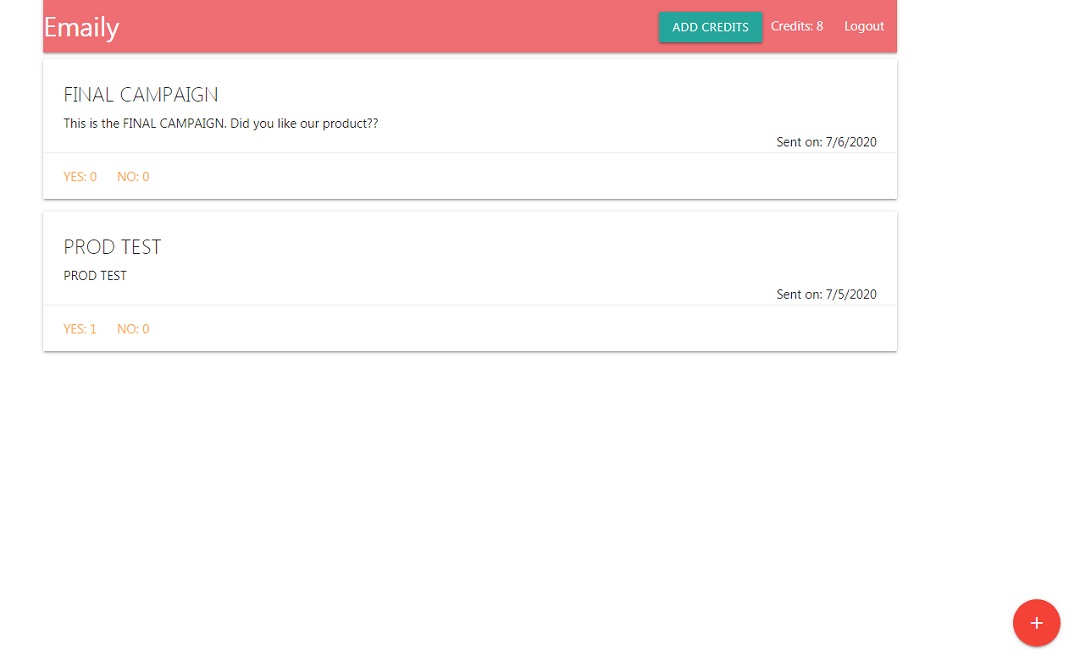 Emaily
ADD CREDITS Credits: 8 Logout
FINAL CAMPAIGN
This is the FINAL CAMPAIGN. Did you like our product??
Sent on: 7/6/2020
YES: 0 NO: 0
PROD TEST
PROD TEST
Sent on: 7/5/2020
YES: 1 NO: 0
+